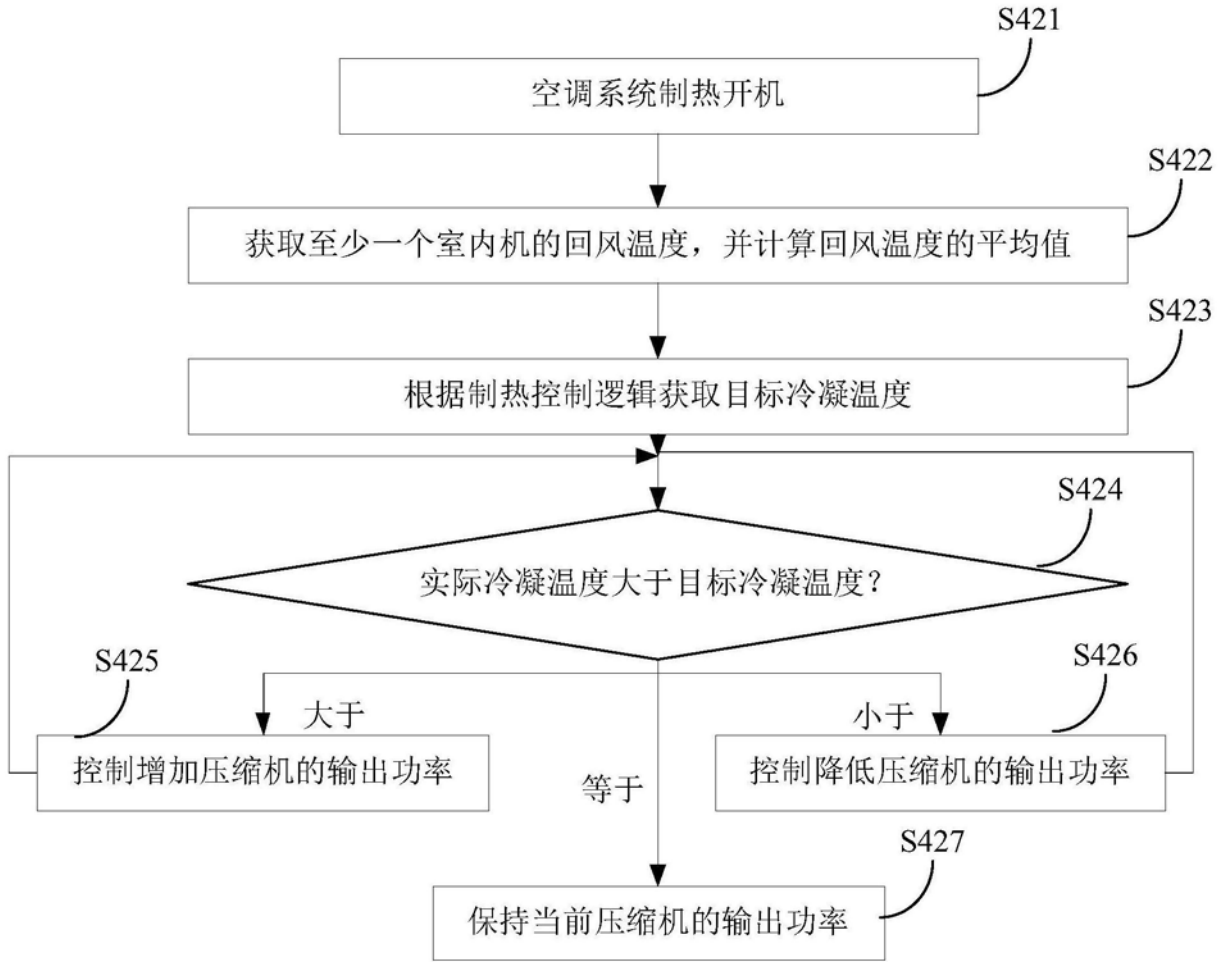 S421
空调系统制热开机
S422
获取至少一个室内机的回风温度，并计算回风温度的平均值
S423
根据制热控制逻辑获取目标冷凝温度
S424
实际冷凝温度大于目标冷凝温度？
S425
大于
控制增加压缩机的输出功率
等于
S426
小于
控制降低压缩机的输出功率
S427
保持当前压缩机的输出功率